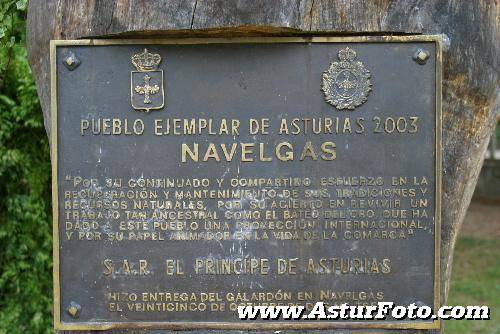 PUEBLO EJEMPLAR DE ASTURIAS 2003
NAVELGAS
"POR SU CONTINUADO Y COMPARTIDO ESFUERZO EN LA
RECUPERACIÓN Y MANTENIMIENTO DE SUS TRADICIONES Y
RECURSOS NATURALES, POR SU ACIERTO EN REVIVIR UN
TRABAJO TAN ANCESTRAL COMO EL BATEO DEL ORO, QUE HA
DADO A ESTE PUEBLO UNA PROYECCIÓN INTERNACIONAL,
Y POR SU PAPEL ANIMADOR EN LA VIDA DE LA COMARCA"
S.A.R. EL PRÍNCIPE DE ASTURIAS
HIZO ENTREGA DEL GALARDÓN EN NAVELGAS
EL VEINTICINCO DE OCTUBRE DE
www.AsturFoto.com